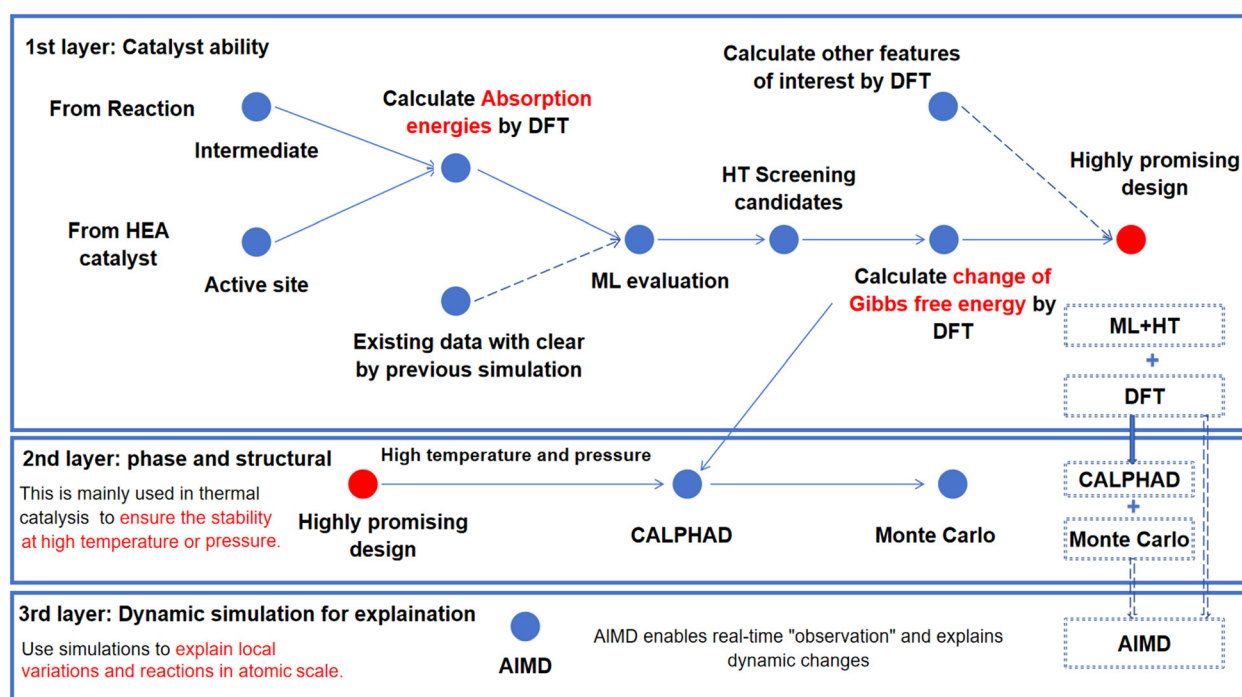 1st layer: Catalyst ability
From Reaction
Intermediate
From HEA
catalyst
Active site
Calculate Absorption
energies by DFT
Existing data with clear
by previous simulation
ML evaluation
HT Screening
candidates
Calculate other features
of interest by DFT
Calculate change of
Gibbs free energy by
DFT
Highly promising
design
ML+HT
+
DFT
2nd layer: phase and structural
This is mainly used in thermal
catalysis to ensure the stability
at high temperature or pressure.
High temperature and pressure
Highly promising
design
CALPHAD
Monte Carlo
CALPHAD
+
Monte Carlo
3rd layer: Dynamic simulation for explaination
Use simulations to explain local
variations and reactions in atomic scale.
AIMD
AIMD enables real-time "observation" and explains
dynamic changes
AIMD